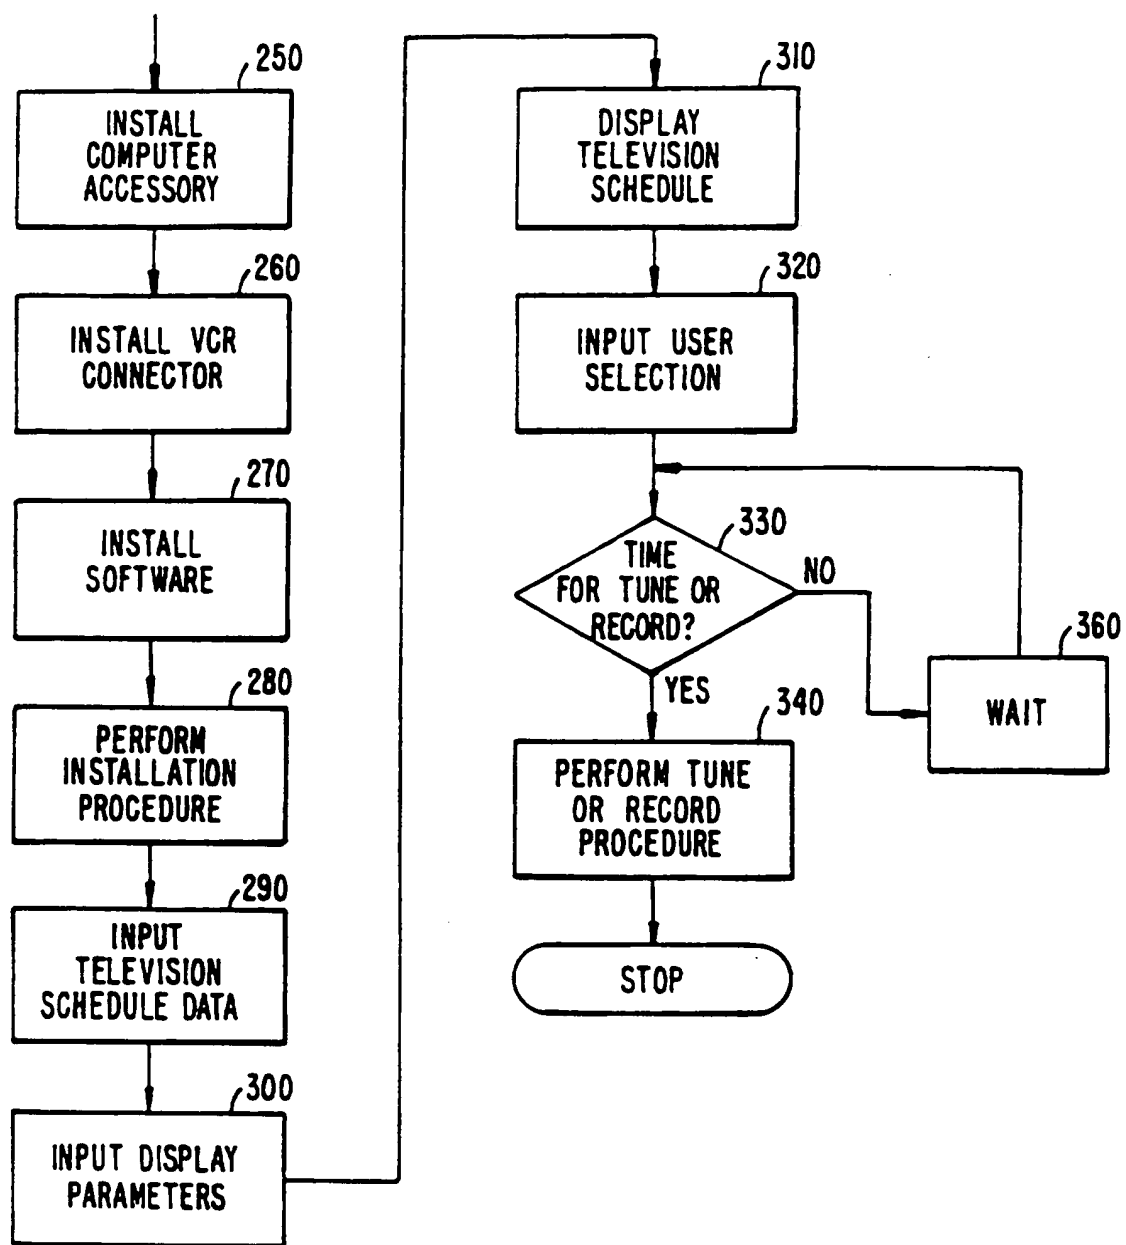 250
INSTALL
COMPUTER
ACCESSORY
260
INSTALL VCR
CONNECTOR
270
INSTALL
SOFTWARE
280
PERFORM
INSTALLATION
PROCEDURE
290
INPUT
TELEVISION
SCHEDULE DATA
300
INPUT DISPLAY
PARAMETERS
310
DISPLAY
TELEVISION
SCHEDULE
320
INPUT USER
SELECTION
330
TIME
FOR TUNE OR
RECORD?
NO
360
WAIT
YES
340
PERFORM TUNE
OR RECORD
PROCEDURE
STOP